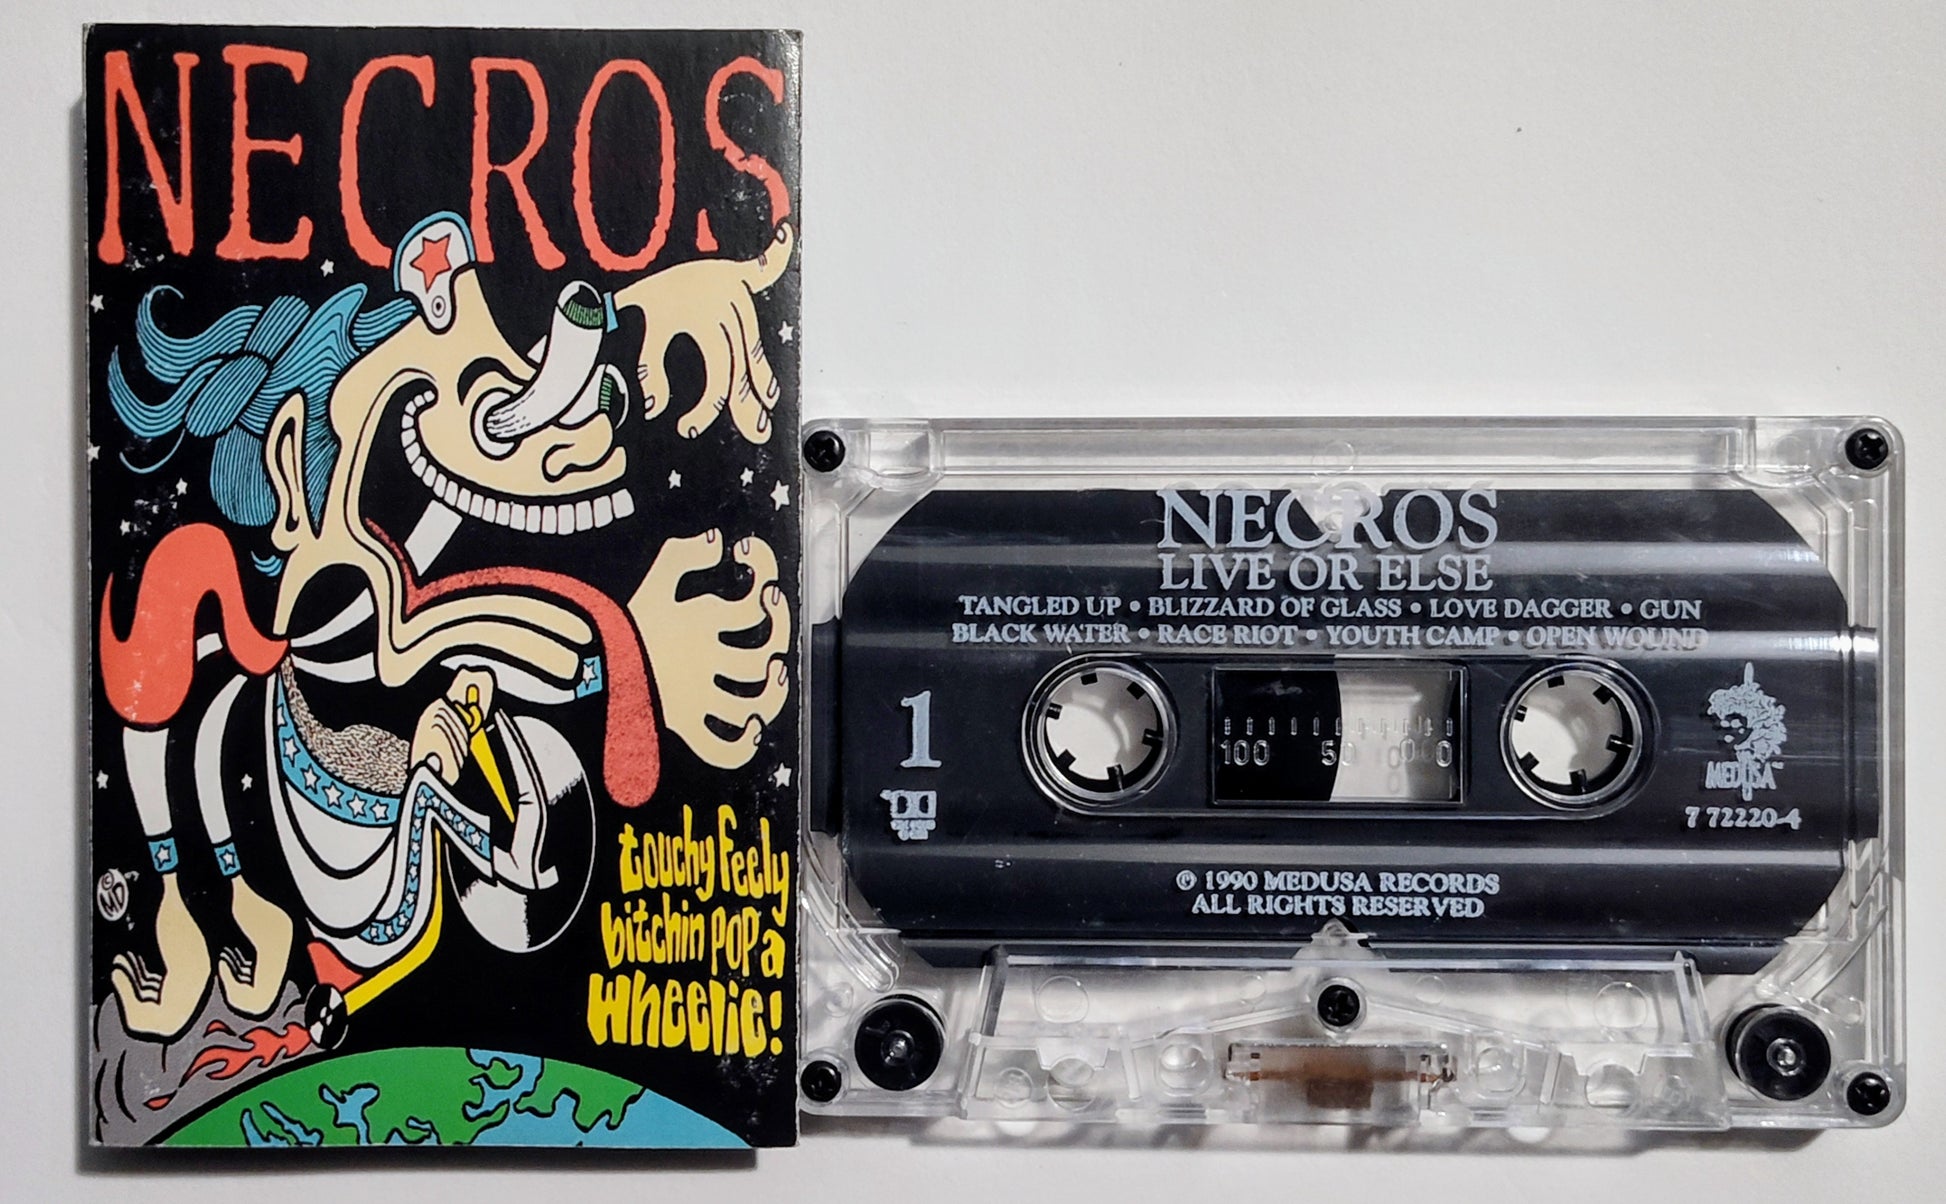 NECROS
touchy feely
bitchin pop a
wheelie!
© MD
NECROS
LIVE OR ELSE
TANGLED UP • BLIZZARD OF GLASS • LOVE DAGGER • GUN
BLACK WATER • RACE RIOT • YOUTH CAMP • OPEN WOUND
1
100 50 0 0
MEDUSA
7 72220-4
℗ 1990 MEDUSA RECORDS
ALL RIGHTS RESERVED